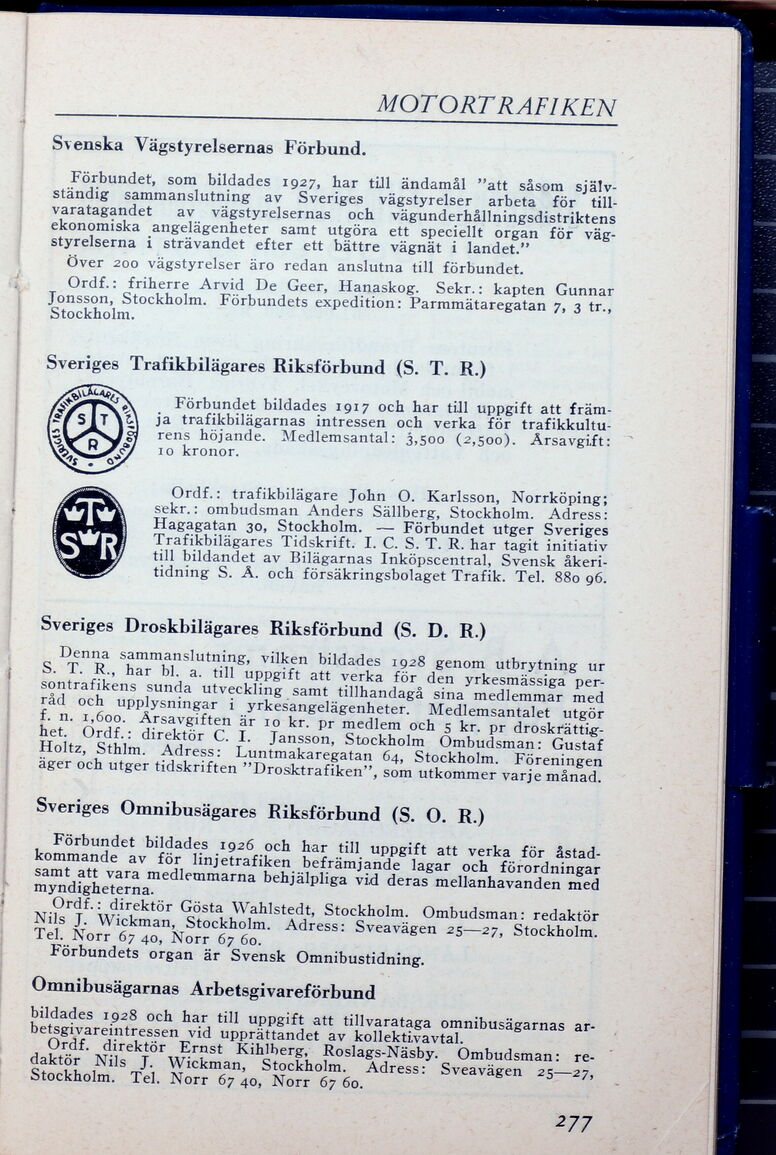 MOTORTRAFIKEN
Svenska Vägstyrelsernas Förbund.
Förbundet, som bildades 1927, har till ändamål ”att såsom själv-
ständig sammanslutning av Sveriges vägstyrelser arbeta för till-
varatagandet av vägstyrelsernas och vägunderhållningsdistriktens
ekonomiska angelägenheter samt utgöra ett speciellt organ för väg-
styrelserna i strävandet efter ett bättre vägnät i landet.”
Över 200 vägstyrelser äro redan anslutna till förbundet.
Ordf.: friherre Arvid De Geer, Hanaskog. Sekr.: kapten Gunnar
Jonsson, Stockholm. Förbundets expedition: Parmmätaregatan 7, 3 tr.,
Stockholm.
Sveriges Trafikbilägares Riksförbund (S. T. R.)
SVERIGES TRAFIKBILÄGARES RIKSFÖRBUND
S T R
Förbundet bildades 1917 och har till uppgift att främ-
ja trafikbilägarnas intressen och verka för trafikkultu-
rens höjande. Medlemsantal: 3,500 (2,500). Årsavgift:
10 kronor.
T
S R
Ordf.: trafikbilägare John O. Karlsson, Norrköping;
sekr.: ombudsman Anders Sällberg, Stockholm. Adress:
Hagagatan 30, Stockholm. — Förbundet utger Sveriges
Trafikbilägares Tidskrift. I. C. S. T. R. har tagit initiativ
till bildandet av Bilägarnas Inköpscentral, Svensk åkeri-
tidning S. Å. och försäkringsbolaget Trafik. Tel. 880 96.
Sveriges Droskbilägares Riksförbund (S. D. R.)
Denna sammanslutning, vilken bildades 1928 genom utbrytning ur
S. T. R., har bl. a. till uppgift att verka för den yrkesmässiga per-
sontrafikens sunda utveckling samt tillhandagå sina medlemmar med
råd och upplysningar i yrkesangelägenheter. Medlemsantalet utgör
f. n. 1,600. Årsavgiften är 10 kr. pr medlem och 5 kr. pr droskrättig-
het. Ordf.: direktör C. I. Jansson, Stockholm Ombudsman: Gustaf
Holtz, Sthlm. Adress: Luntmakaregatan 64, Stockholm. Föreningen
äger och utger tidskriften ”Drosktrafiken”, som utkommer varje månad.
Sveriges Omnibusägares Riksförbund (S. O. R.)
Förbundet bildades 1926 och har till uppgift att verka för åstad-
kommande av för linjetrafiken befrämjande lagar och förordningar
samt att vara medlemmarna behjälpliga vid deras mellanhavanden med
myndigheterna.
Ordf.: direktör Gösta Wahlstedt, Stockholm. Ombudsman: redaktör
Nils J. Wickman, Stockholm. Adress: Sveavägen 25—27, Stockholm.
Tel. Norr 67 40, Norr 67 60.
Förbundets organ är Svensk Omnibustidning.
Omnibusägarnas Arbetsgivareförbund
bildades 1928 och har till uppgift att tillvarataga omnibusägarnas ar-
betsgivareintressen vid upprättandet av kollektivavtal.
Ordf. direktör Ernst Kihlberg, Roslags-Näsby. Ombudsman: re-
daktör Nils J. Wickman, Stockholm. Adress: Sveavägen 25—27,
Stockholm. Tel. Norr 67 40, Norr 67 60.
277